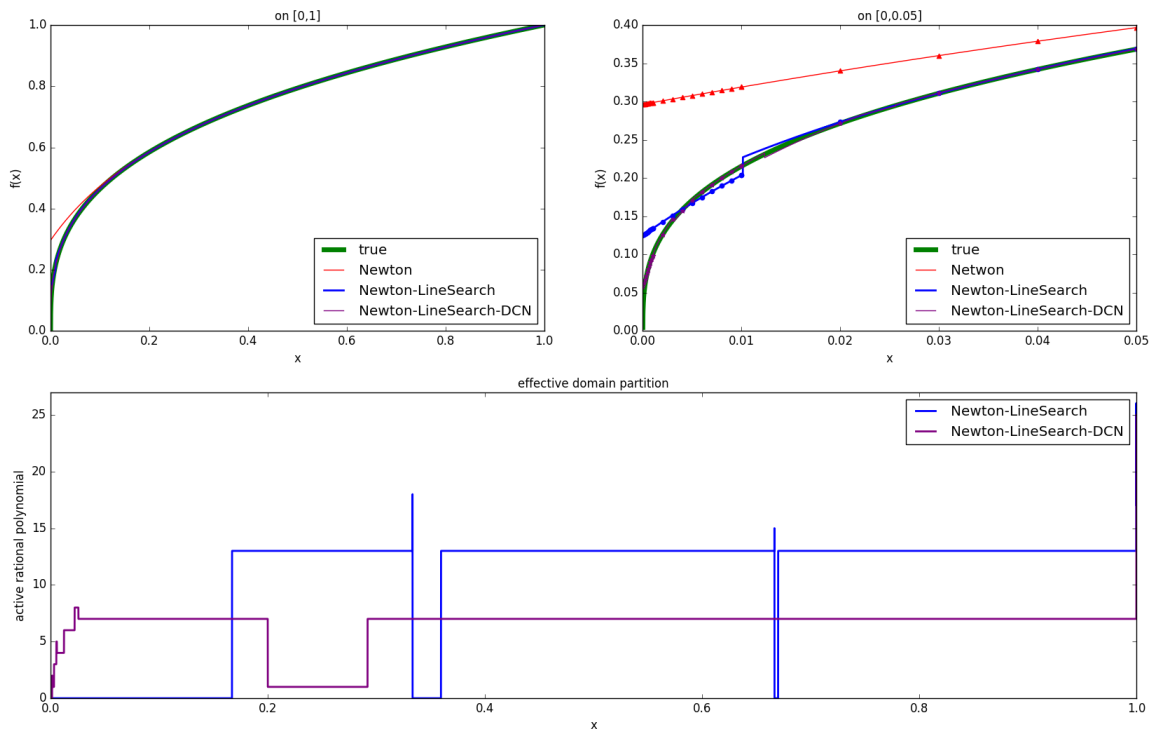 on [0,1]
1.0
0.8
0.6
0.4
0.2
0.0
f(x)
0.0 0.2 0.4 0.6 0.8 1.0
x
true
Newton
Newton-LineSearch
Newton-LineSearch-DCN
on [0,0.05]
0.40
0.35
0.30
0.25
0.20
0.15
0.10
0.05
0.00
f(x)
0.00 0.01 0.02 0.03 0.04 0.05
x
true
Netwon
Newton-LineSearch
Newton-LineSearch-DCN
effective domain partition
25
20
15
10
5
0
active rational polynomial
0.0 0.2 0.4 0.6 0.8 1.0
x
Newton-LineSearch
Newton-LineSearch-DCN